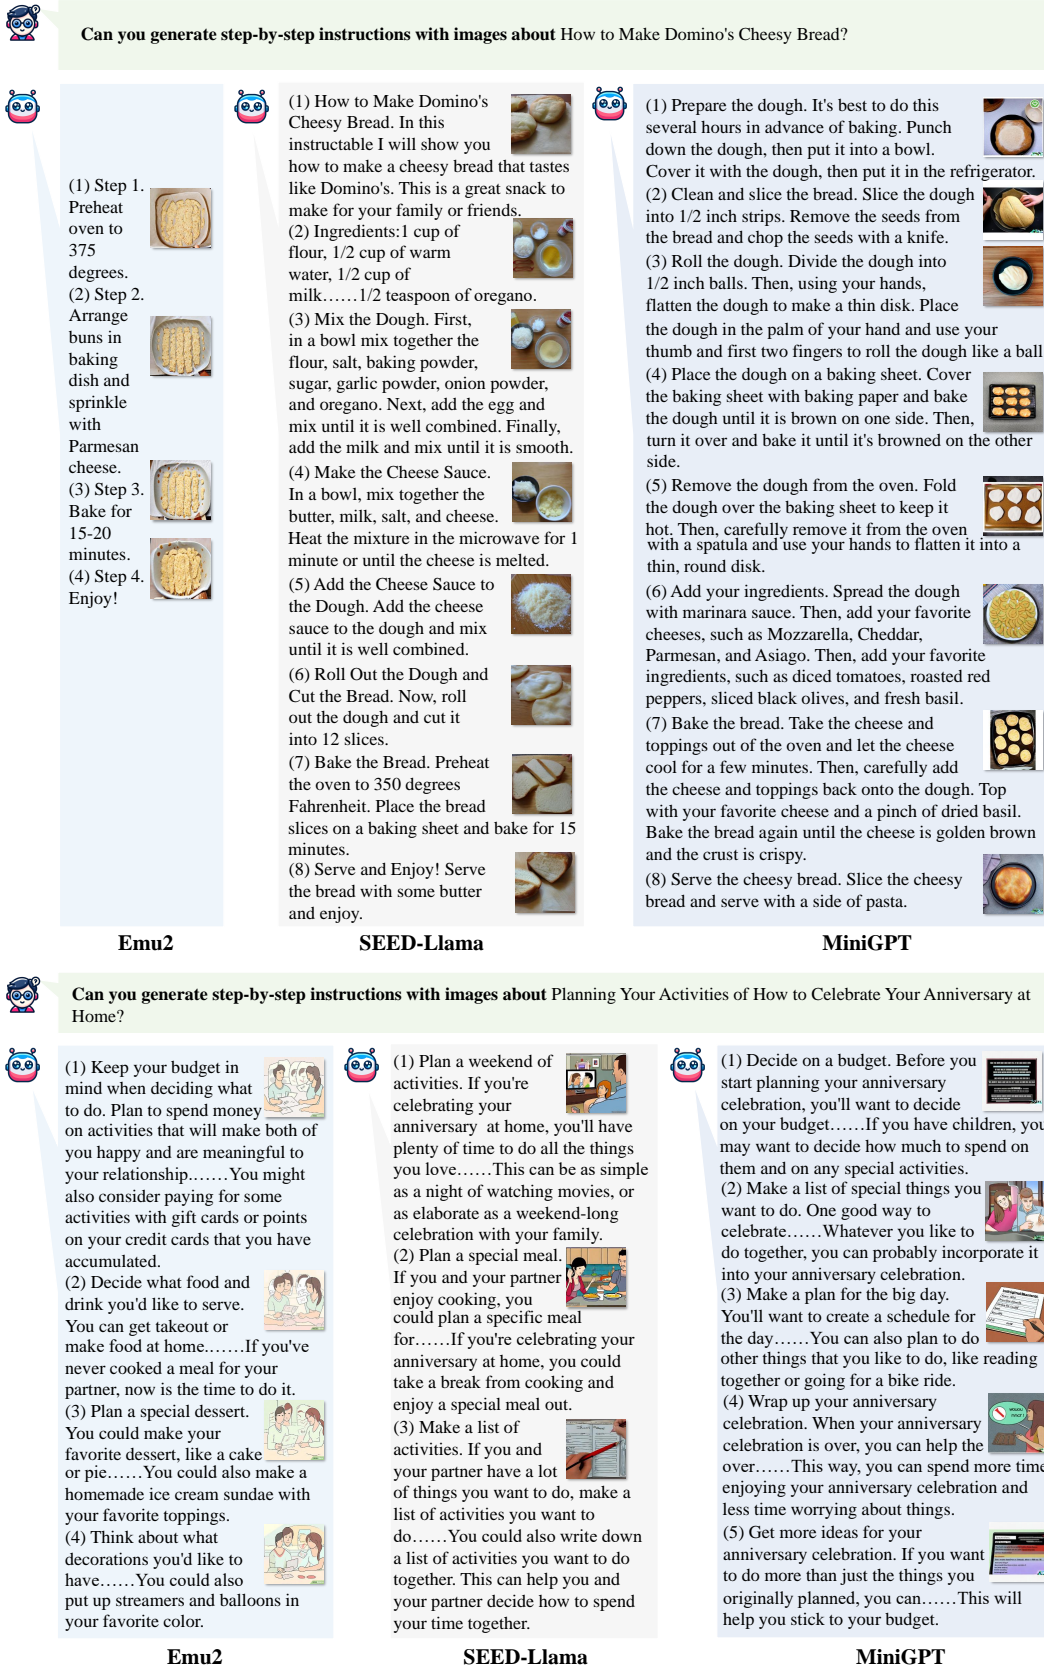 Can you generate step-by-step instructions with images about How to Make Domino's Cheesy Bread?
(1) Step 1.
Preheat
oven to
375
degrees.
(2) Step 2.
Arrange
buns in
baking
dish and
sprinkle
with
Parmesan
cheese.
(3) Step 3.
Bake for
15-20
minutes.
(4) Step 4.
Enjoy!
Emu2
(1) How to Make Domino's
Cheesy Bread. In this
instructable I will show you
how to make a cheesy bread that tastes
like Domino's. This is a great snack to
make for your family or friends.
(2) Ingredients:1 cup of
flour, 1/2 cup of warm
water, 1/2 cup of
milk……1/2 teaspoon of oregano.
(3) Mix the Dough. First,
in a bowl mix together the
flour, salt, baking powder,
sugar, garlic powder, onion powder,
and oregano. Next, add the egg and
mix until it is well combined. Finally,
add the milk and mix until it is smooth.
(4) Make the Cheese Sauce.
In a bowl, mix together the
butter, milk, salt, and cheese.
Heat the mixture in the microwave for 1
minute or until the cheese is melted.
(5) Add the Cheese Sauce to
the Dough. Add the cheese
sauce to the dough and mix
until it is well combined.
(6) Roll Out the Dough and
Cut the Bread. Now, roll
out the dough and cut it
into 12 slices.
(7) Bake the Bread. Preheat
the oven to 350 degrees
Fahrenheit. Place the bread
slices on a baking sheet and bake for 15
minutes.
(8) Serve and Enjoy! Serve
the bread with some butter
and enjoy.
SEED-Llama
(1) Prepare the dough. It's best to do this
several hours in advance of baking. Punch
down the dough, then put it into a bowl.
Cover it with the dough, then put it in the refrigerator.
(2) Clean and slice the bread. Slice the dough
into 1/2 inch strips. Remove the seeds from
the bread and chop the seeds with a knife.
(3) Roll the dough. Divide the dough into
1/2 inch balls. Then, using your hands,
flatten the dough to make a thin disk. Place
the dough in the palm of your hand and use your
thumb and first two fingers to roll the dough like a ball
(4) Place the dough on a baking sheet. Cover
the baking sheet with baking paper and bake
the dough until it is brown on one side. Then,
turn it over and bake it until it's browned on the other
side.
(5) Remove the dough from the oven. Fold
the dough over the baking sheet to keep it
hot. Then, carefully remove it from the oven
with a spatula and use your hands to flatten it into a
thin, round disk.
(6) Add your ingredients. Spread the dough
with marinara sauce. Then, add your favorite
cheeses, such as Mozzarella, Cheddar,
Parmesan, and Asiago. Then, add your favorite
ingredients, such as diced tomatoes, roasted red
peppers, sliced black olives, and fresh basil.
(7) Bake the bread. Take the cheese and
toppings out of the oven and let the cheese
cool for a few minutes. Then, carefully add
the cheese and toppings back onto the dough. Top
with your favorite cheese and a pinch of dried basil.
Bake the bread again until the cheese is golden brown
and the crust is crispy.
(8) Serve the cheesy bread. Slice the cheesy
bread and serve with a side of pasta.
MiniGPT
Can you generate step-by-step instructions with images about Planning Your Activities of How to Celebrate Your Anniversary at
Home?
(1) Keep your budget in
mind when deciding what
to do. Plan to spend money
on activities that will make both of
you happy and are meaningful to
your relationship.……You might
also consider paying for some
activities with gift cards or points
on your credit cards that you have
accumulated.
(2) Decide what food and
drink you'd like to serve.
You can get takeout or
make food at home.……If you've
never cooked a meal for your
partner, now is the time to do it.
(3) Plan a special dessert.
You could make your
favorite dessert, like a cake
or pie……You could also make a
homemade ice cream sundae with
your favorite toppings.
(4) Think about what
decorations you'd like to
have……You could also
put up streamers and balloons in
your favorite color.
Emu2
(1) Plan a weekend of
activities. If you're
celebrating your
anniversary at home, you'll have
plenty of time to do all the things
you love……This can be as simple
as a night of watching movies, or
as elaborate as a weekend-long
celebration with your family.
(2) Plan a special meal.
If you and your partner
enjoy cooking, you
could plan a specific meal
for……If you're celebrating your
anniversary at home, you could
take a break from cooking and
enjoy a special meal out.
(3) Make a list of
activities. If you and
your partner have a lot
of things you want to do, make a
list of activities you want to
do……You could also write down
a list of activities you want to do
together. This can help you and
your partner decide how to spend
your time together.
SEED-Llama
(1) Decide on a budget. Before you
start planning your anniversary
celebration, you'll want to decide
on your budget……If you have children, you
may want to decide how much to spend on
them and on any special activities.
(2) Make a list of special things you
want to do. One good way to
celebrate……Whatever you like to
do together, you can probably incorporate it
into your anniversary celebration.
(3) Make a plan for the big day.
You'll want to create a schedule for
the day……You can also plan to do
other things that you like to do, like reading
together or going for a bike ride.
(4) Wrap up your anniversary
celebration. When your anniversary
celebration is over, you can help the
over……This way, you can spend more time
enjoying your anniversary celebration and
less time worrying about things.
(5) Get more ideas for your
anniversary celebration. If you want
to do more than just the things you
originally planned, you can……This will
help you stick to your budget.
MiniGPT